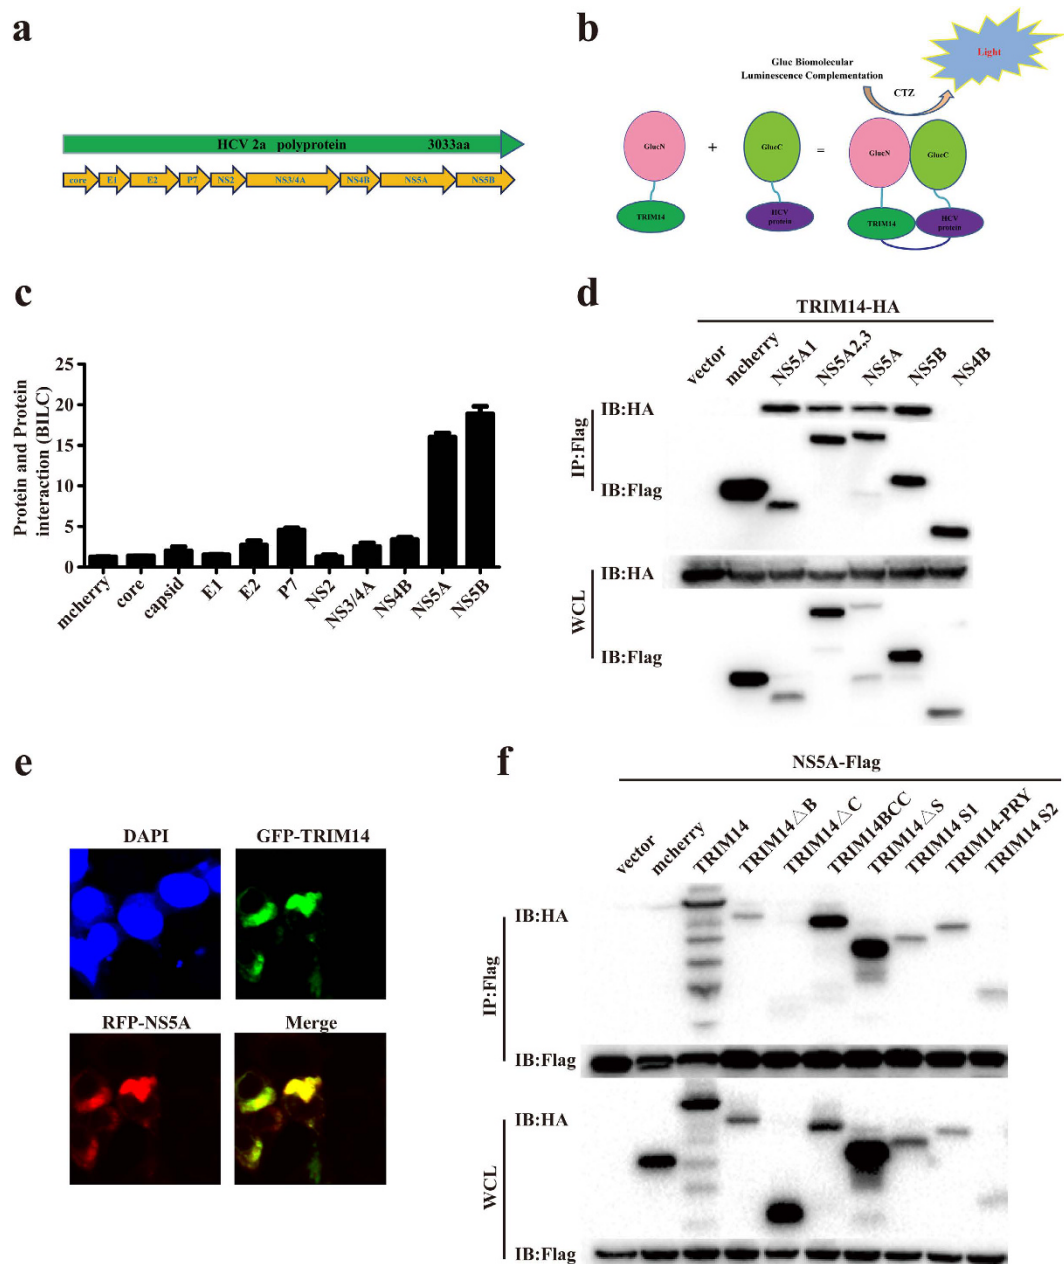 a
HCV 2a polyprotein 3033aa
core E1 E2 P7 NS2 NS3/4A NS4B NS5A NS5B
b
Gluc Biomolecular
Luminescence Complementation
Light
CTZ
GlucN + GlucC = GlucN GlucC
TRIM14 HCV protein TRIM14 HCV protein
c
Protein and Protein
interaction (BILC)
25
20
15
10
5
0
mcherry core capsid E1 E2 P7 NS2 NS3/4A NS4B NS5A NS5B
d
TRIM14-HA
vector mcherry NS5A1 NS5A2,3 NS5A NS5B NS4B
IP:Flag
IB:HA
IB:Flag
WCL
IB:HA
IB:Flag
e
DAPI GFP-TRIM14
RFP-NS5A Merge
f
NS5A-Flag
vector mcherry TRIM14 TRIM14△B TRIM14△C TRIM14BCC TRIM14△S TRIM14 S1 TRIM14-PRY TRIM14 S2
IP:Flag
IB:HA
IB:Flag
WCL
IB:HA
IB:Flag